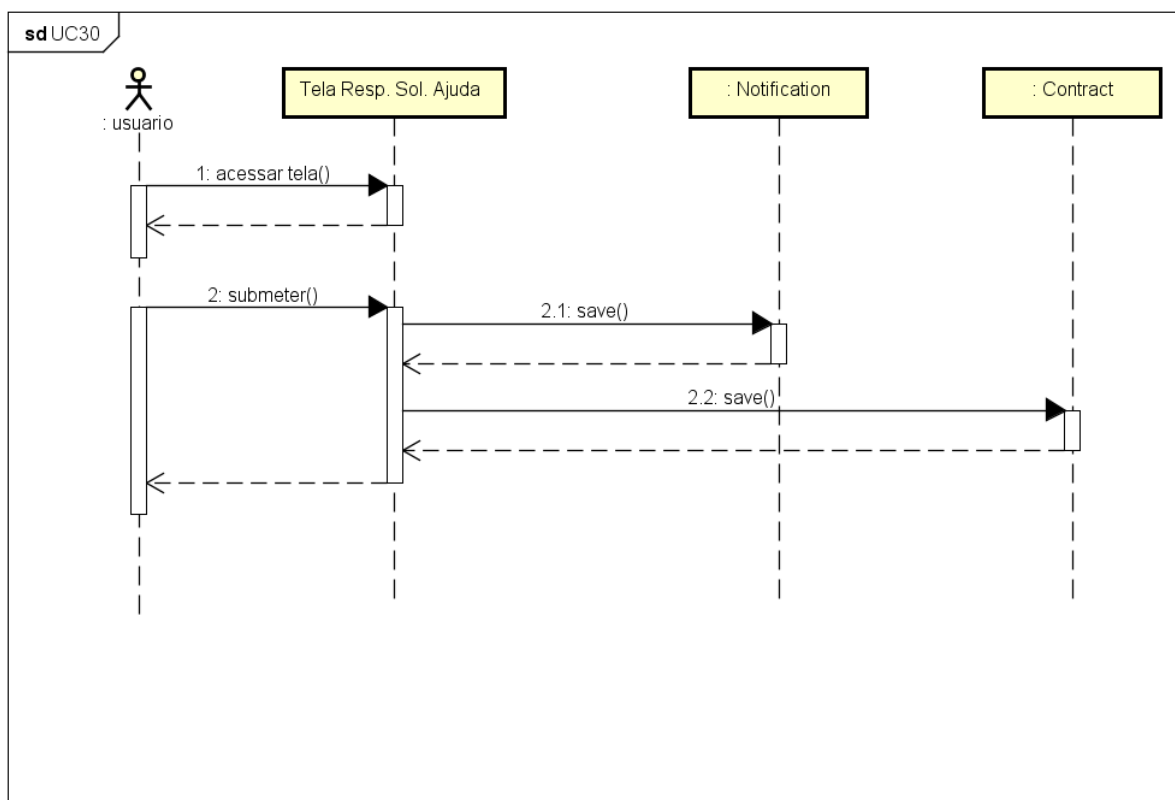 sd UC30
: usuario
Tela Resp. Sol. Ajuda
: Notification
: Contract
1: acessar tela()
2: submeter()
2.1: save()
2.2: save()